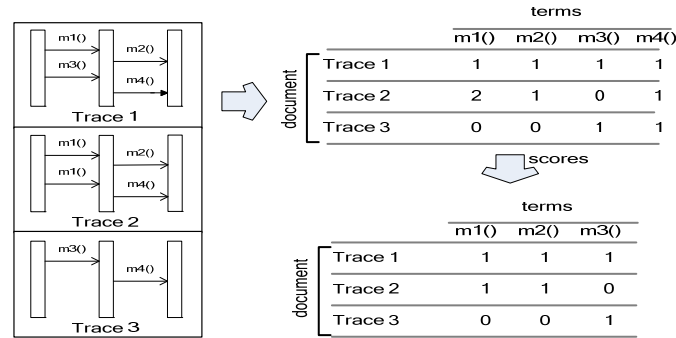 m1()
m2()
m3()
m4()
Trace 1
m1()
m2()
m1()
m4()
Trace 2
m3()
m4()
Trace 3
terms
m1() m2() m3() m4()
document
Trace 1 1 1 1 1
Trace 2 2 1 0 1
Trace 3 0 0 1 1
scores
terms
m1() m2() m3()
document
Trace 1 1 1 1
Trace 2 1 1 0
Trace 3 0 0 1